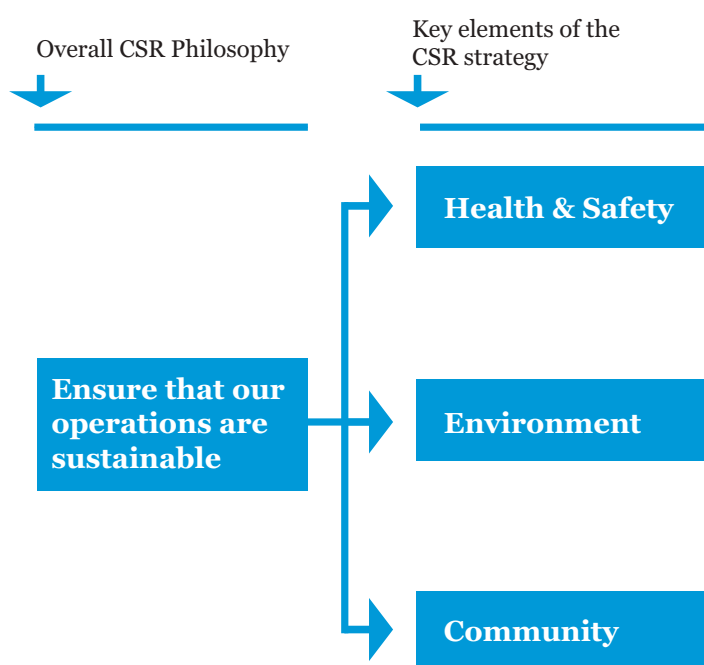 Overall CSR Philosophy
Key elements of the
CSR strategy
Health & Safety
Ensure that our
operations are
sustainable
Environment
Community